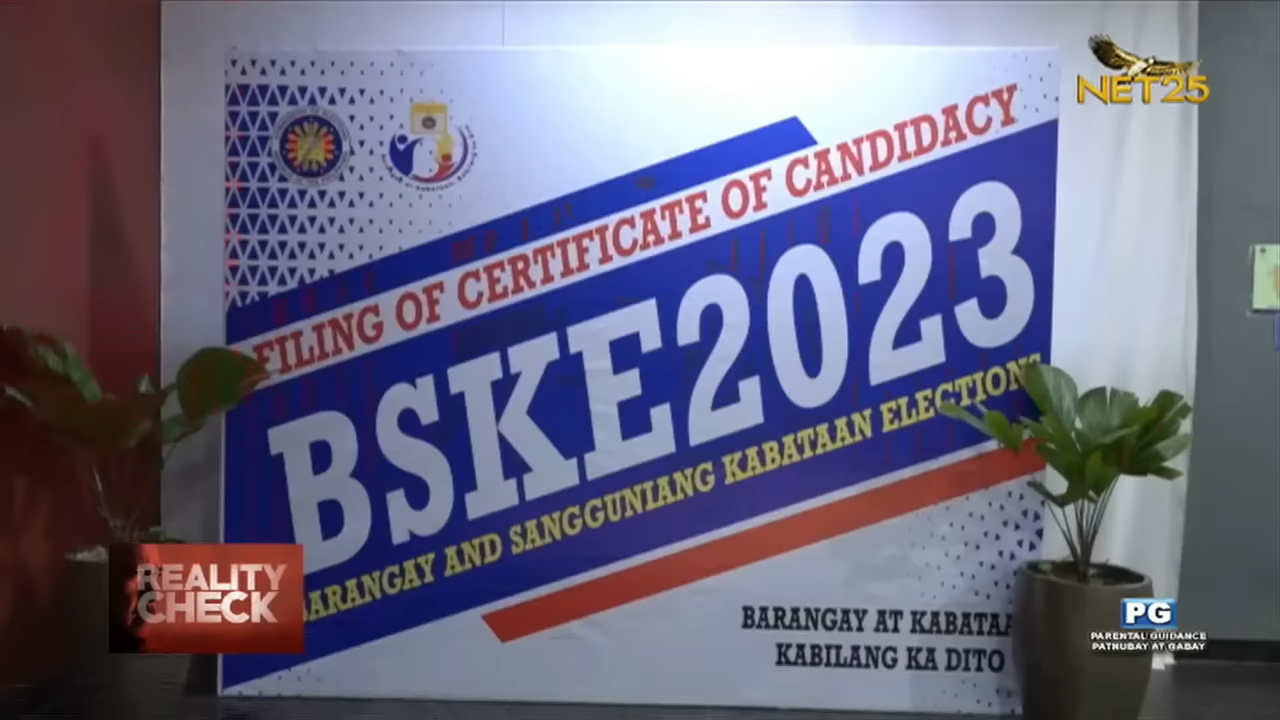 NET25
FILING OF CERTIFICATE OF CANDIDACY
BSKE2023
BARANGAY AND SANGGUNIANG KABATAAN ELECTIONS
BARANGAY AT KABATAA
KABILANG KA DITO
REALITY
CHECK
PG
PARENTAL GUIDANCE
PATNUBAY AT GABAY